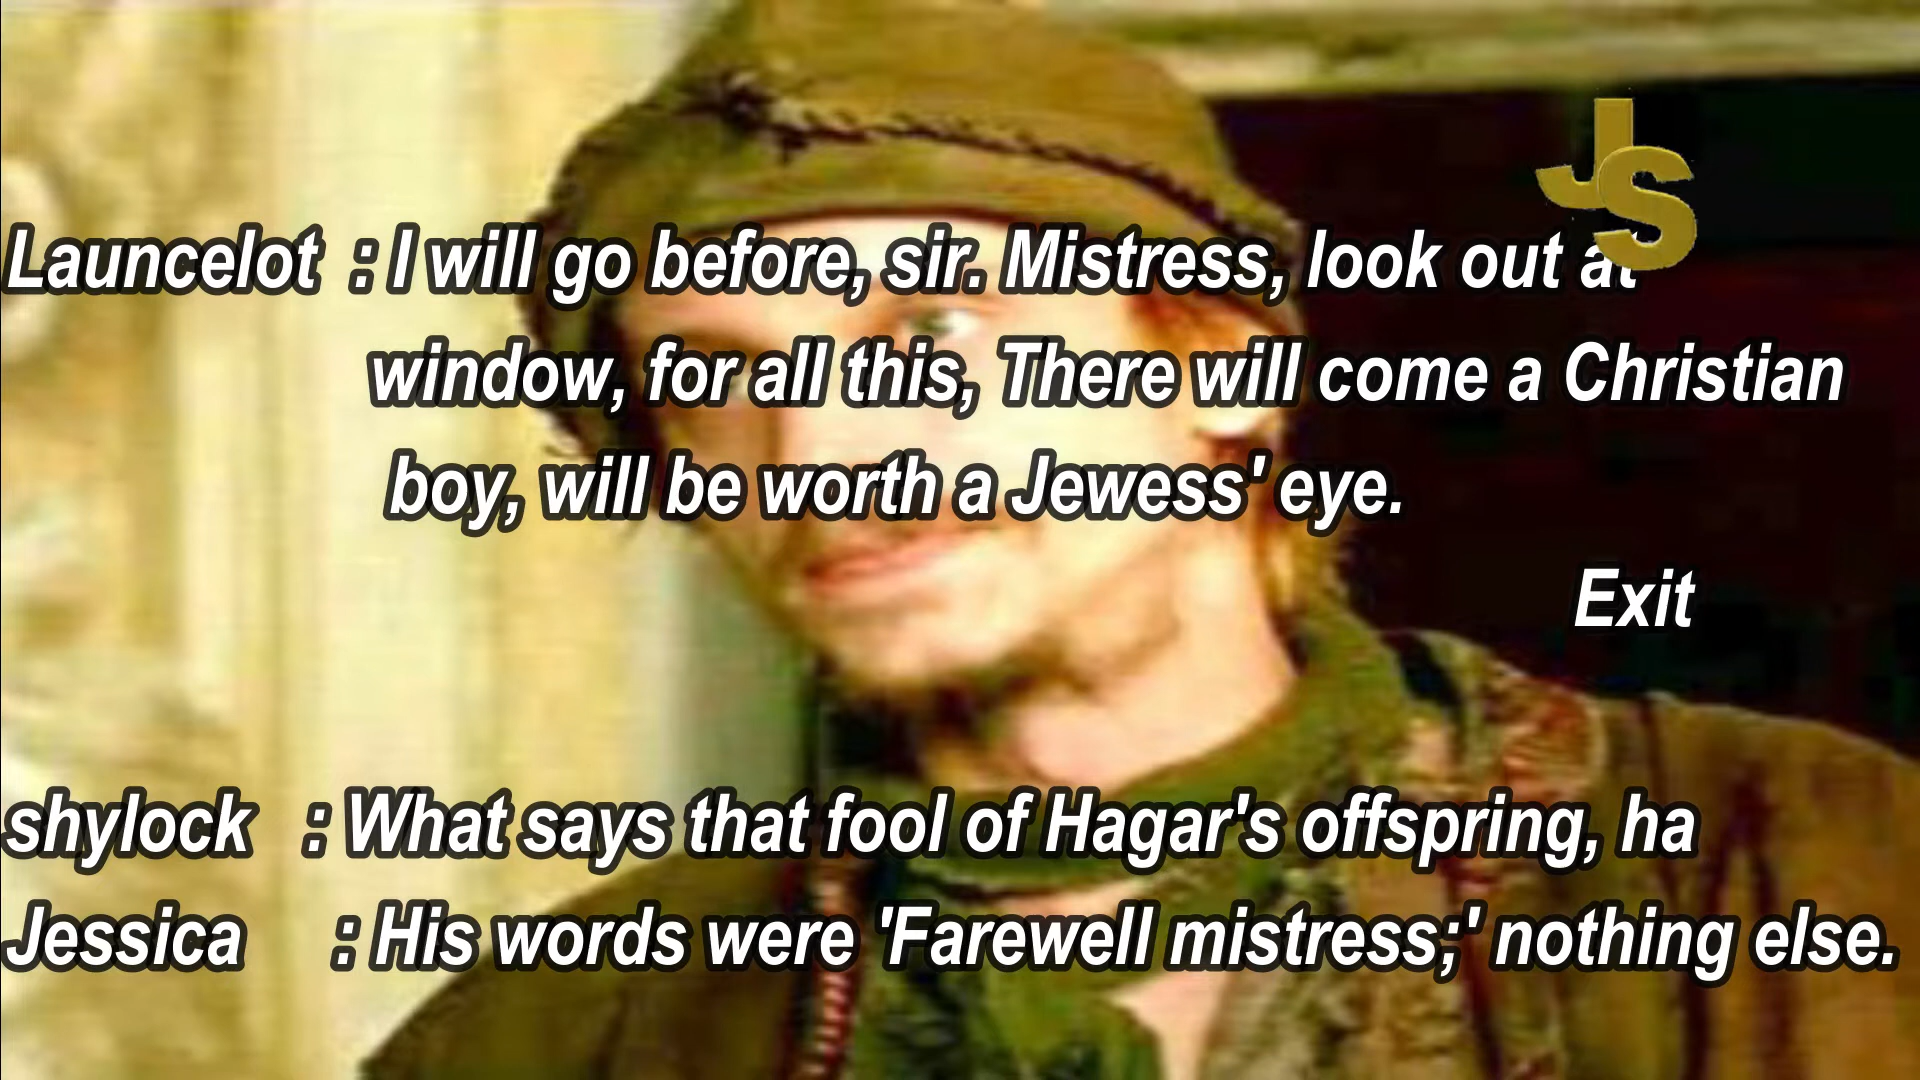 JS
Launcelot : I will go before, sir. Mistress, look out at
window, for all this, There will come a Christian
boy, will be worth a Jewess' eye.
Exit
shylock : What says that fool of Hagar's offspring, ha
Jessica : His words were 'Farewell mistress;' nothing else.